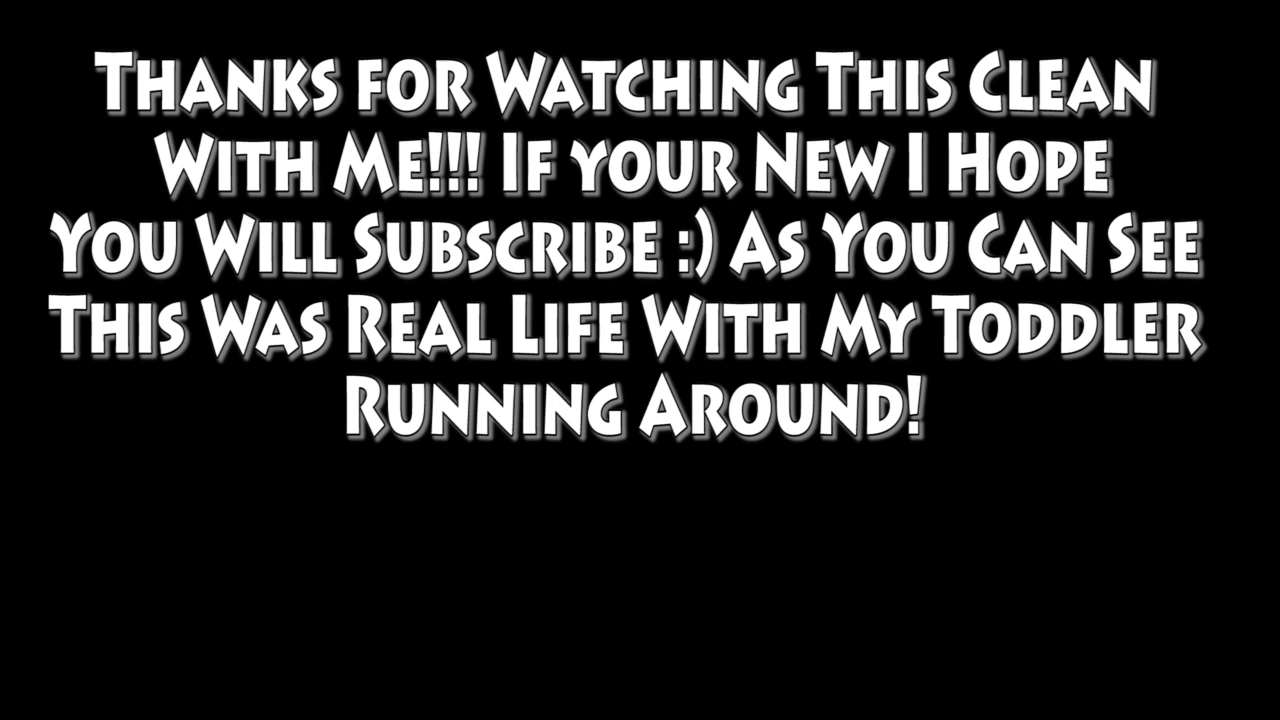 Thanks for Watching This Clean
With Me!!! If your New I Hope
You Will Subscribe :) As You Can See
This Was Real Life With My Toddler
Running Around!